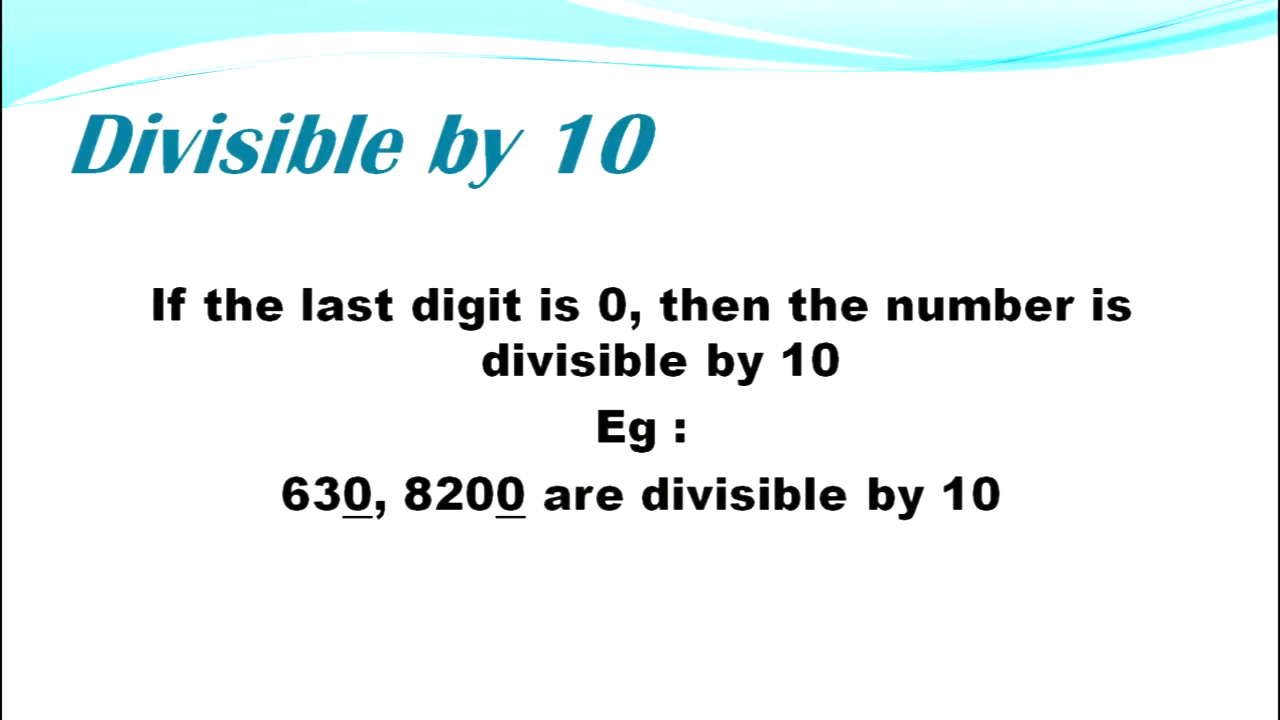 Divisible by 10
If the last digit is 0, then the number is
divisible by 10
Eg :
630, 8200 are divisible by 10